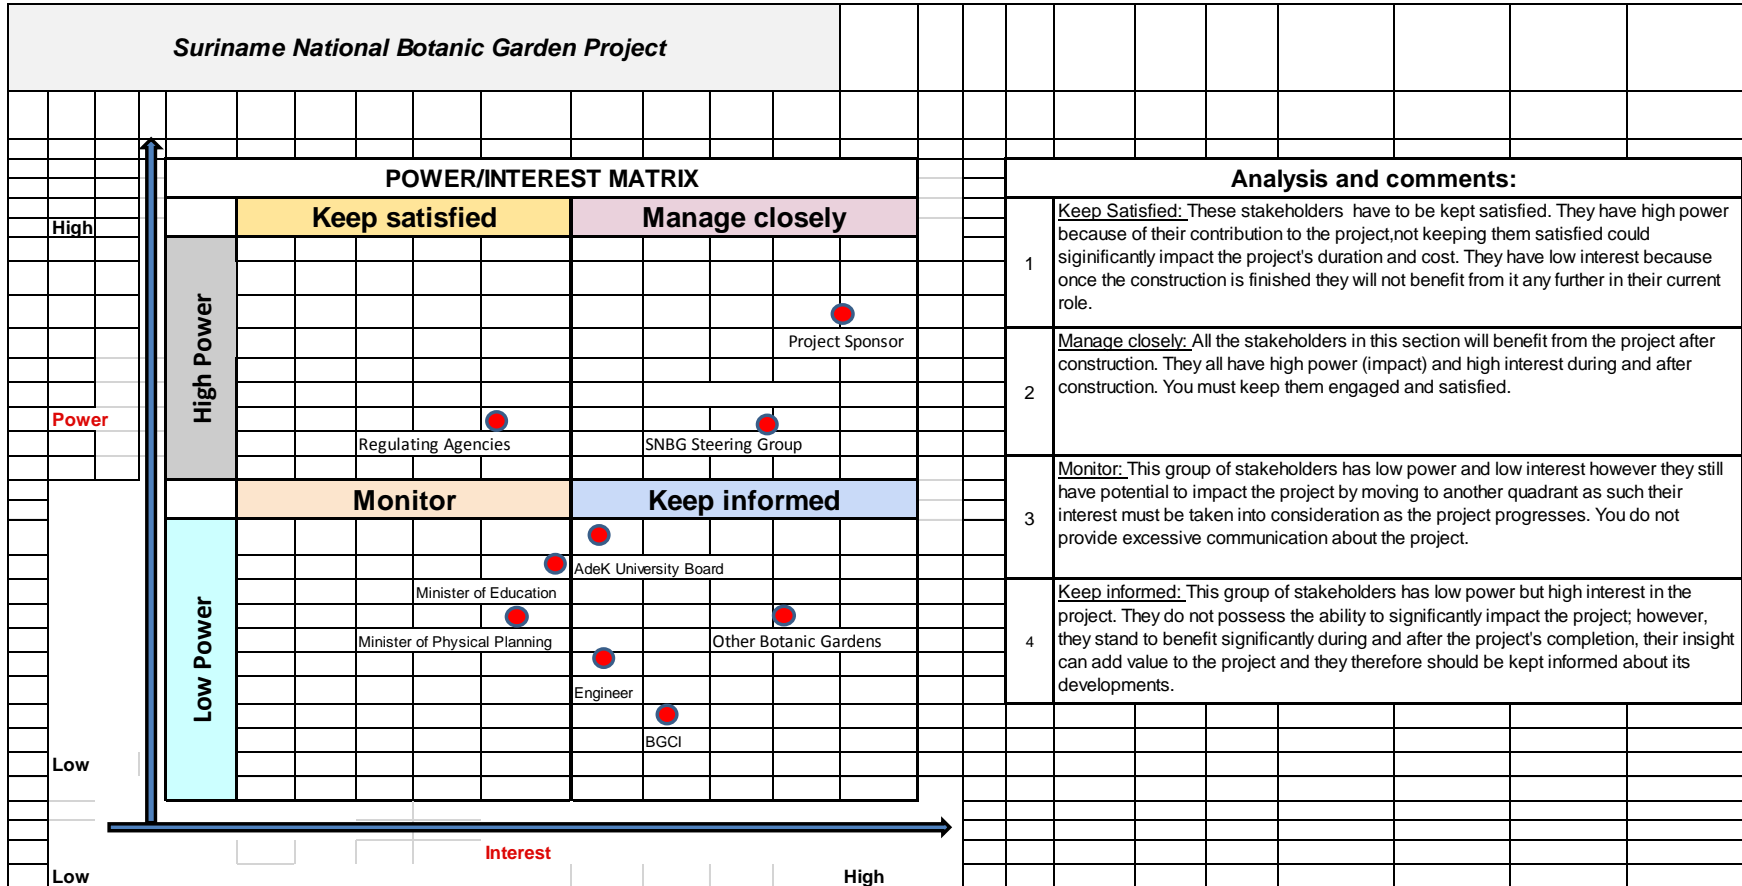 Suriname National Botanic Garden Project
POWER/INTEREST MATRIX
Keep satisfied
Manage closely
High
High Power
Project Sponsor
Power
Regulating Agencies
SNBG Steering Group
Monitor
Keep informed
Low Power
AdeK University Board
Minister of Education
Minister of Physical Planning
Other Botanic Gardens
Engineer
BGCI
Low
Interest
Low
High
Analysis and comments:
1
Keep Satisfied: These stakeholders have to be kept satisfied. They have high power
because of their contribution to the project,not keeping them satisfied could
siginificantly impact the project's duration and cost. They have low interest because
once the construction is finished they will not benefit from it any further in their current
role.
2
Manage closely: All the stakeholders in this section will benefit from the project after
construction. They all have high power (impact) and high interest during and after
construction. You must keep them engaged and satisfied.
3
Monitor: This group of stakeholders has low power and low interest however they still
have potential to impact the project by moving to another quadrant as such their
interest must be taken into consideration as the project progresses. You do not
provide excessive communication about the project.
4
Keep informed: This group of stakeholders has low power but high interest in the
project. They do not possess the ability to significantly impact the project; however,
they stand to benefit significantly during and after the project's completion, their insight
can add value to the project and they therefore should be kept informed about its
developments.